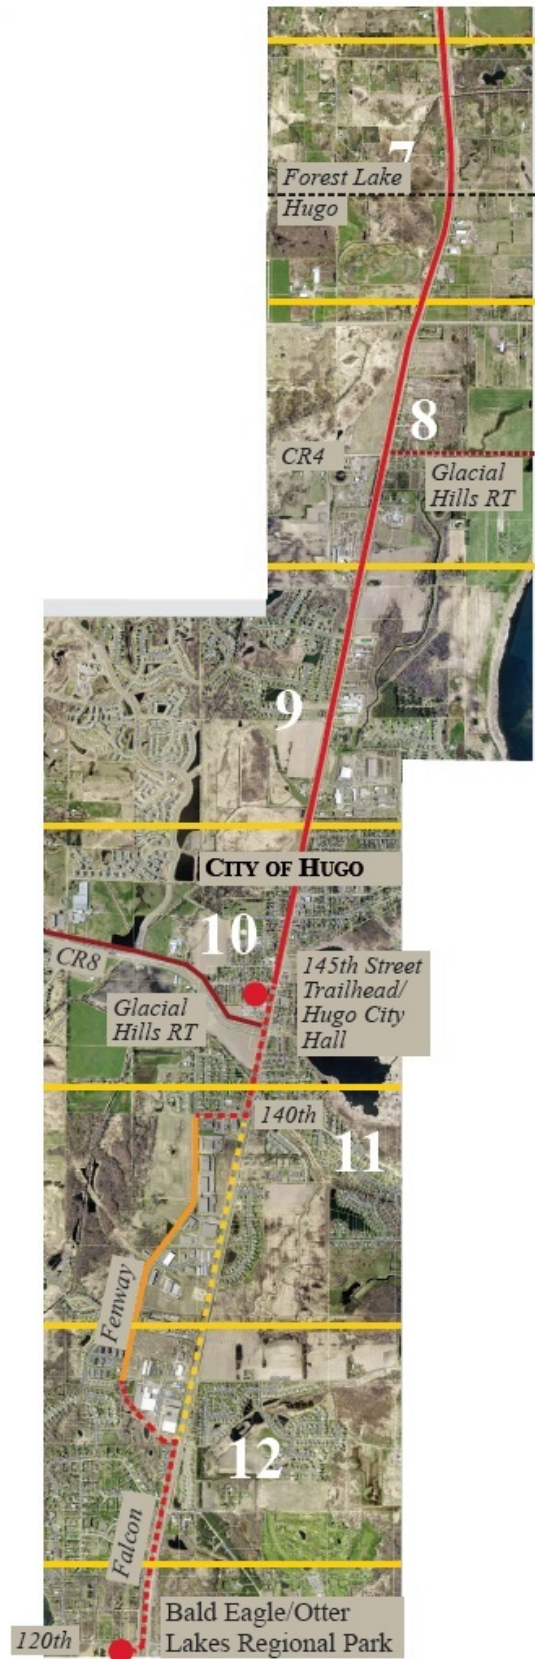 7
Forest Lake
Hugo
8
CR4
Glacial
Hills RT
9
CITY OF HUGO
10
CR8
145th Street
Trailhead/
Hugo City
Hall
Glacial
Hills RT
140th
11
Fenway
12
Falcon
Bald Eagle/Otter
Lakes Regional Park
120th